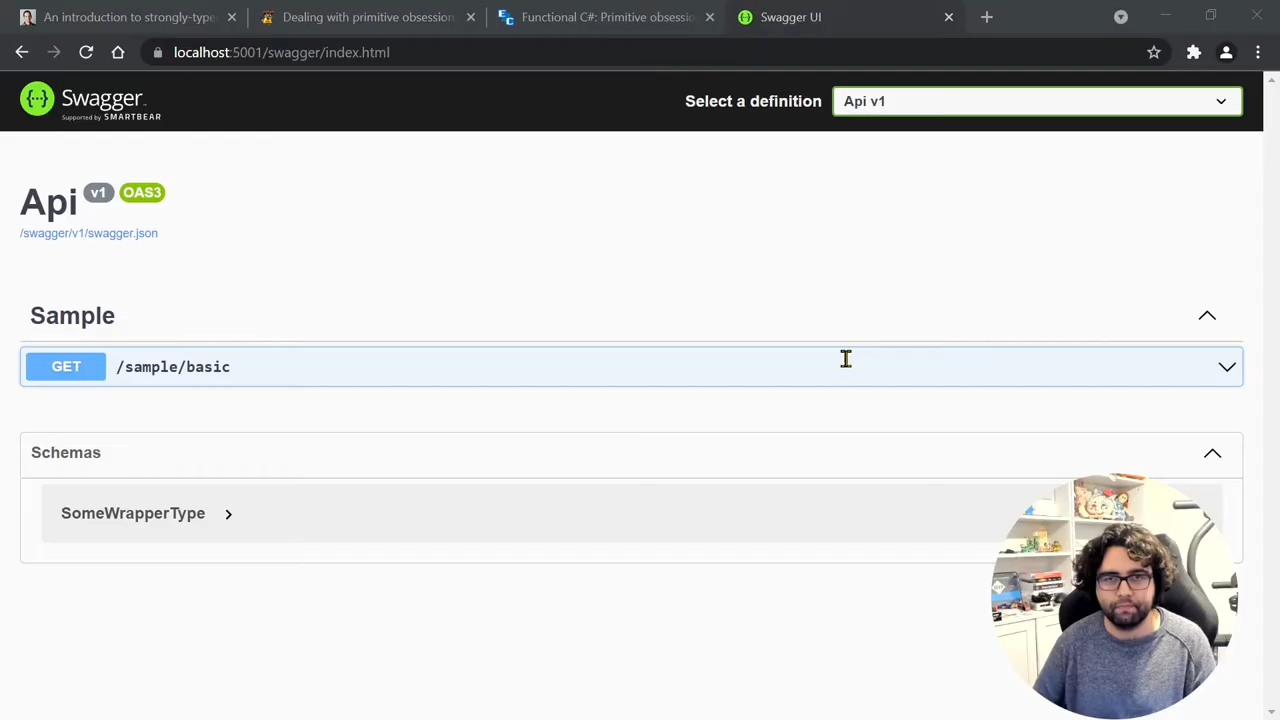 An introduction to strongly-type
Dealing with primitive obsession
Functional C#: Primitive obsessio
Swagger UI
localhost:5001/swagger/index.html
Swagger
Supported by SMARTBEAR
Select a definition
Api v1
Api v1 OAS3
/swagger/v1/swagger.json
Sample
GET /sample/basic
Schemas
SomeWrapperType